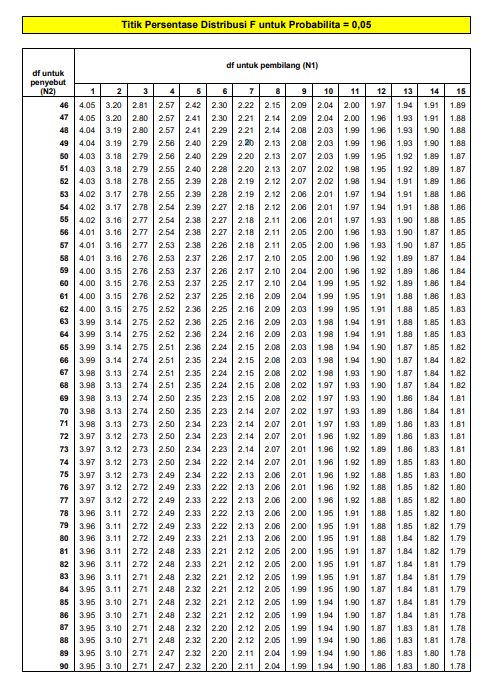 Titik Persentase Distribusi F untuk Probabilita = 0,05
df untuk penyebut (N2)
df untuk pembilang (N1)
1 2 3 4 5 6 7 8 9 10 11 12 13 14 15
46 4.05 3.20 2.81 2.57 2.42 2.30 2.22 2.15 2.09 2.04 2.00 1.97 1.94 1.91 1.89
47 4.05 3.20 2.80 2.57 2.41 2.30 2.21 2.14 2.09 2.04 2.00 1.96 1.93 1.91 1.88
48 4.04 3.19 2.80 2.57 2.41 2.29 2.21 2.14 2.08 2.03 1.99 1.96 1.93 1.90 1.88
49 4.04 3.19 2.79 2.56 2.40 2.29 2.13 2.08 2.03 1.99 1.96 1.93 1.90 1.88
50 4.03 3.18 2.79 2.56 2.40 2.29 2.20 2.13 2.07 2.03 1.99 1.95 1.92 1.89 1.87
51 4.03 3.18 2.79 2.55 2.40 2.28 2.20 2.13 2.07 2.02 1.98 1.95 1.92 1.89 1.87
52 4.03 3.18 2.78 2.55 2.39 2.28 2.19 2.12 2.07 2.02 1.98 1.94 1.91 1.89 1.86
53 4.02 3.17 2.78 2.55 2.39 2.28 2.19 2.12 2.06 2.01 1.97 1.94 1.91 1.88 1.86
54 4.02 3.17 2.78 2.54 2.39 2.27 2.18 2.12 2.06 2.01 1.97 1.94 1.91 1.88 1.86
55 4.02 3.16 2.77 2.54 2.38 2.27 2.18 2.11 2.06 2.01 1.97 1.93 1.90 1.88 1.85
56 4.01 3.16 2.77 2.54 2.38 2.27 2.18 2.11 2.05 2.00 1.96 1.93 1.90 1.87 1.85
57 4.01 3.16 2.77 2.53 2.38 2.26 2.18 2.11 2.05 2.00 1.96 1.93 1.90 1.87 1.85
58 4.01 3.16 2.76 2.53 2.37 2.26 2.17 2.10 2.05 2.00 1.96 1.92 1.89 1.87 1.84
59 4.00 3.15 2.76 2.53 2.37 2.26 2.17 2.10 2.04 2.00 1.96 1.92 1.89 1.86 1.84
60 4.00 3.15 2.76 2.53 2.37 2.25 2.17 2.10 2.04 1.99 1.95 1.92 1.89 1.86 1.84
61 4.00 3.15 2.76 2.52 2.37 2.25 2.16 2.09 2.04 1.99 1.95 1.91 1.88 1.86 1.83
62 4.00 3.15 2.75 2.52 2.36 2.25 2.16 2.09 2.03 1.99 1.95 1.91 1.88 1.85 1.83
63 3.99 3.14 2.75 2.52 2.36 2.25 2.16 2.09 2.03 1.98 1.94 1.91 1.88 1.85 1.83
64 3.99 3.14 2.75 2.52 2.36 2.24 2.16 2.09 2.03 1.98 1.94 1.91 1.88 1.85 1.83
65 3.99 3.14 2.75 2.51 2.36 2.24 2.15 2.08 2.03 1.98 1.94 1.90 1.87 1.85 1.82
66 3.99 3.14 2.74 2.51 2.35 2.24 2.15 2.08 2.03 1.98 1.94 1.90 1.87 1.84 1.82
67 3.98 3.13 2.74 2.51 2.35 2.24 2.15 2.08 2.02 1.98 1.93 1.90 1.87 1.84 1.82
68 3.98 3.13 2.74 2.51 2.35 2.24 2.15 2.08 2.02 1.97 1.93 1.90 1.87 1.84 1.82
69 3.98 3.13 2.74 2.50 2.35 2.23 2.15 2.08 2.02 1.97 1.93 1.90 1.86 1.84 1.81
70 3.98 3.13 2.74 2.50 2.35 2.23 2.14 2.07 2.02 1.97 1.93 1.89 1.86 1.84 1.81
71 3.98 3.13 2.73 2.50 2.34 2.23 2.14 2.07 2.01 1.97 1.93 1.89 1.86 1.83 1.81
72 3.97 3.12 2.73 2.50 2.34 2.23 2.14 2.07 2.01 1.96 1.92 1.89 1.86 1.83 1.81
73 3.97 3.12 2.73 2.50 2.34 2.23 2.14 2.07 2.01 1.96 1.92 1.89 1.86 1.83 1.81
74 3.97 3.12 2.73 2.50 2.34 2.22 2.14 2.07 2.01 1.96 1.92 1.89 1.85 1.83 1.80
75 3.97 3.12 2.73 2.49 2.34 2.22 2.13 2.06 2.01 1.96 1.92 1.88 1.85 1.83 1.80
76 3.97 3.12 2.72 2.49 2.33 2.22 2.13 2.06 2.01 1.96 1.92 1.88 1.85 1.82 1.80
77 3.97 3.12 2.72 2.49 2.33 2.22 2.13 2.06 2.00 1.96 1.92 1.88 1.85 1.82 1.80
78 3.96 3.11 2.72 2.49 2.33 2.22 2.13 2.06 2.00 1.95 1.91 1.88 1.85 1.82 1.80
79 3.96 3.11 2.72 2.49 2.33 2.22 2.13 2.06 2.00 1.95 1.91 1.88 1.85 1.82 1.79
80 3.96 3.11 2.72 2.49 2.33 2.21 2.13 2.06 2.00 1.95 1.91 1.88 1.84 1.82 1.79
81 3.96 3.11 2.72 2.48 2.33 2.21 2.12 2.05 2.00 1.95 1.91 1.87 1.84 1.82 1.79
82 3.96 3.11 2.72 2.48 2.33 2.21 2.12 2.05 2.00 1.95 1.91 1.87 1.84 1.81 1.79
83 3.96 3.11 2.71 2.48 2.32 2.21 2.12 2.05 1.99 1.95 1.91 1.87 1.84 1.81 1.79
84 3.95 3.11 2.71 2.48 2.32 2.21 2.12 2.05 1.99 1.95 1.90 1.87 1.84 1.81 1.79
85 3.95 3.10 2.71 2.48 2.32 2.21 2.12 2.05 1.99 1.94 1.90 1.87 1.84 1.81 1.79
86 3.95 3.10 2.71 2.48 2.32 2.21 2.12 2.05 1.99 1.94 1.90 1.87 1.84 1.81 1.78
87 3.95 3.10 2.71 2.48 2.32 2.20 2.12 2.05 1.99 1.94 1.90 1.87 1.83 1.81 1.78
88 3.95 3.10 2.71 2.48 2.32 2.20 2.12 2.05 1.99 1.94 1.90 1.86 1.83 1.81 1.78
89 3.95 3.10 2.71 2.47 2.32 2.20 2.11 2.04 1.99 1.94 1.90 1.86 1.83 1.80 1.78
90 3.95 3.10 2.71 2.47 2.32 2.20 2.11 2.04 1.99 1.94 1.90 1.86 1.83 1.80 1.78